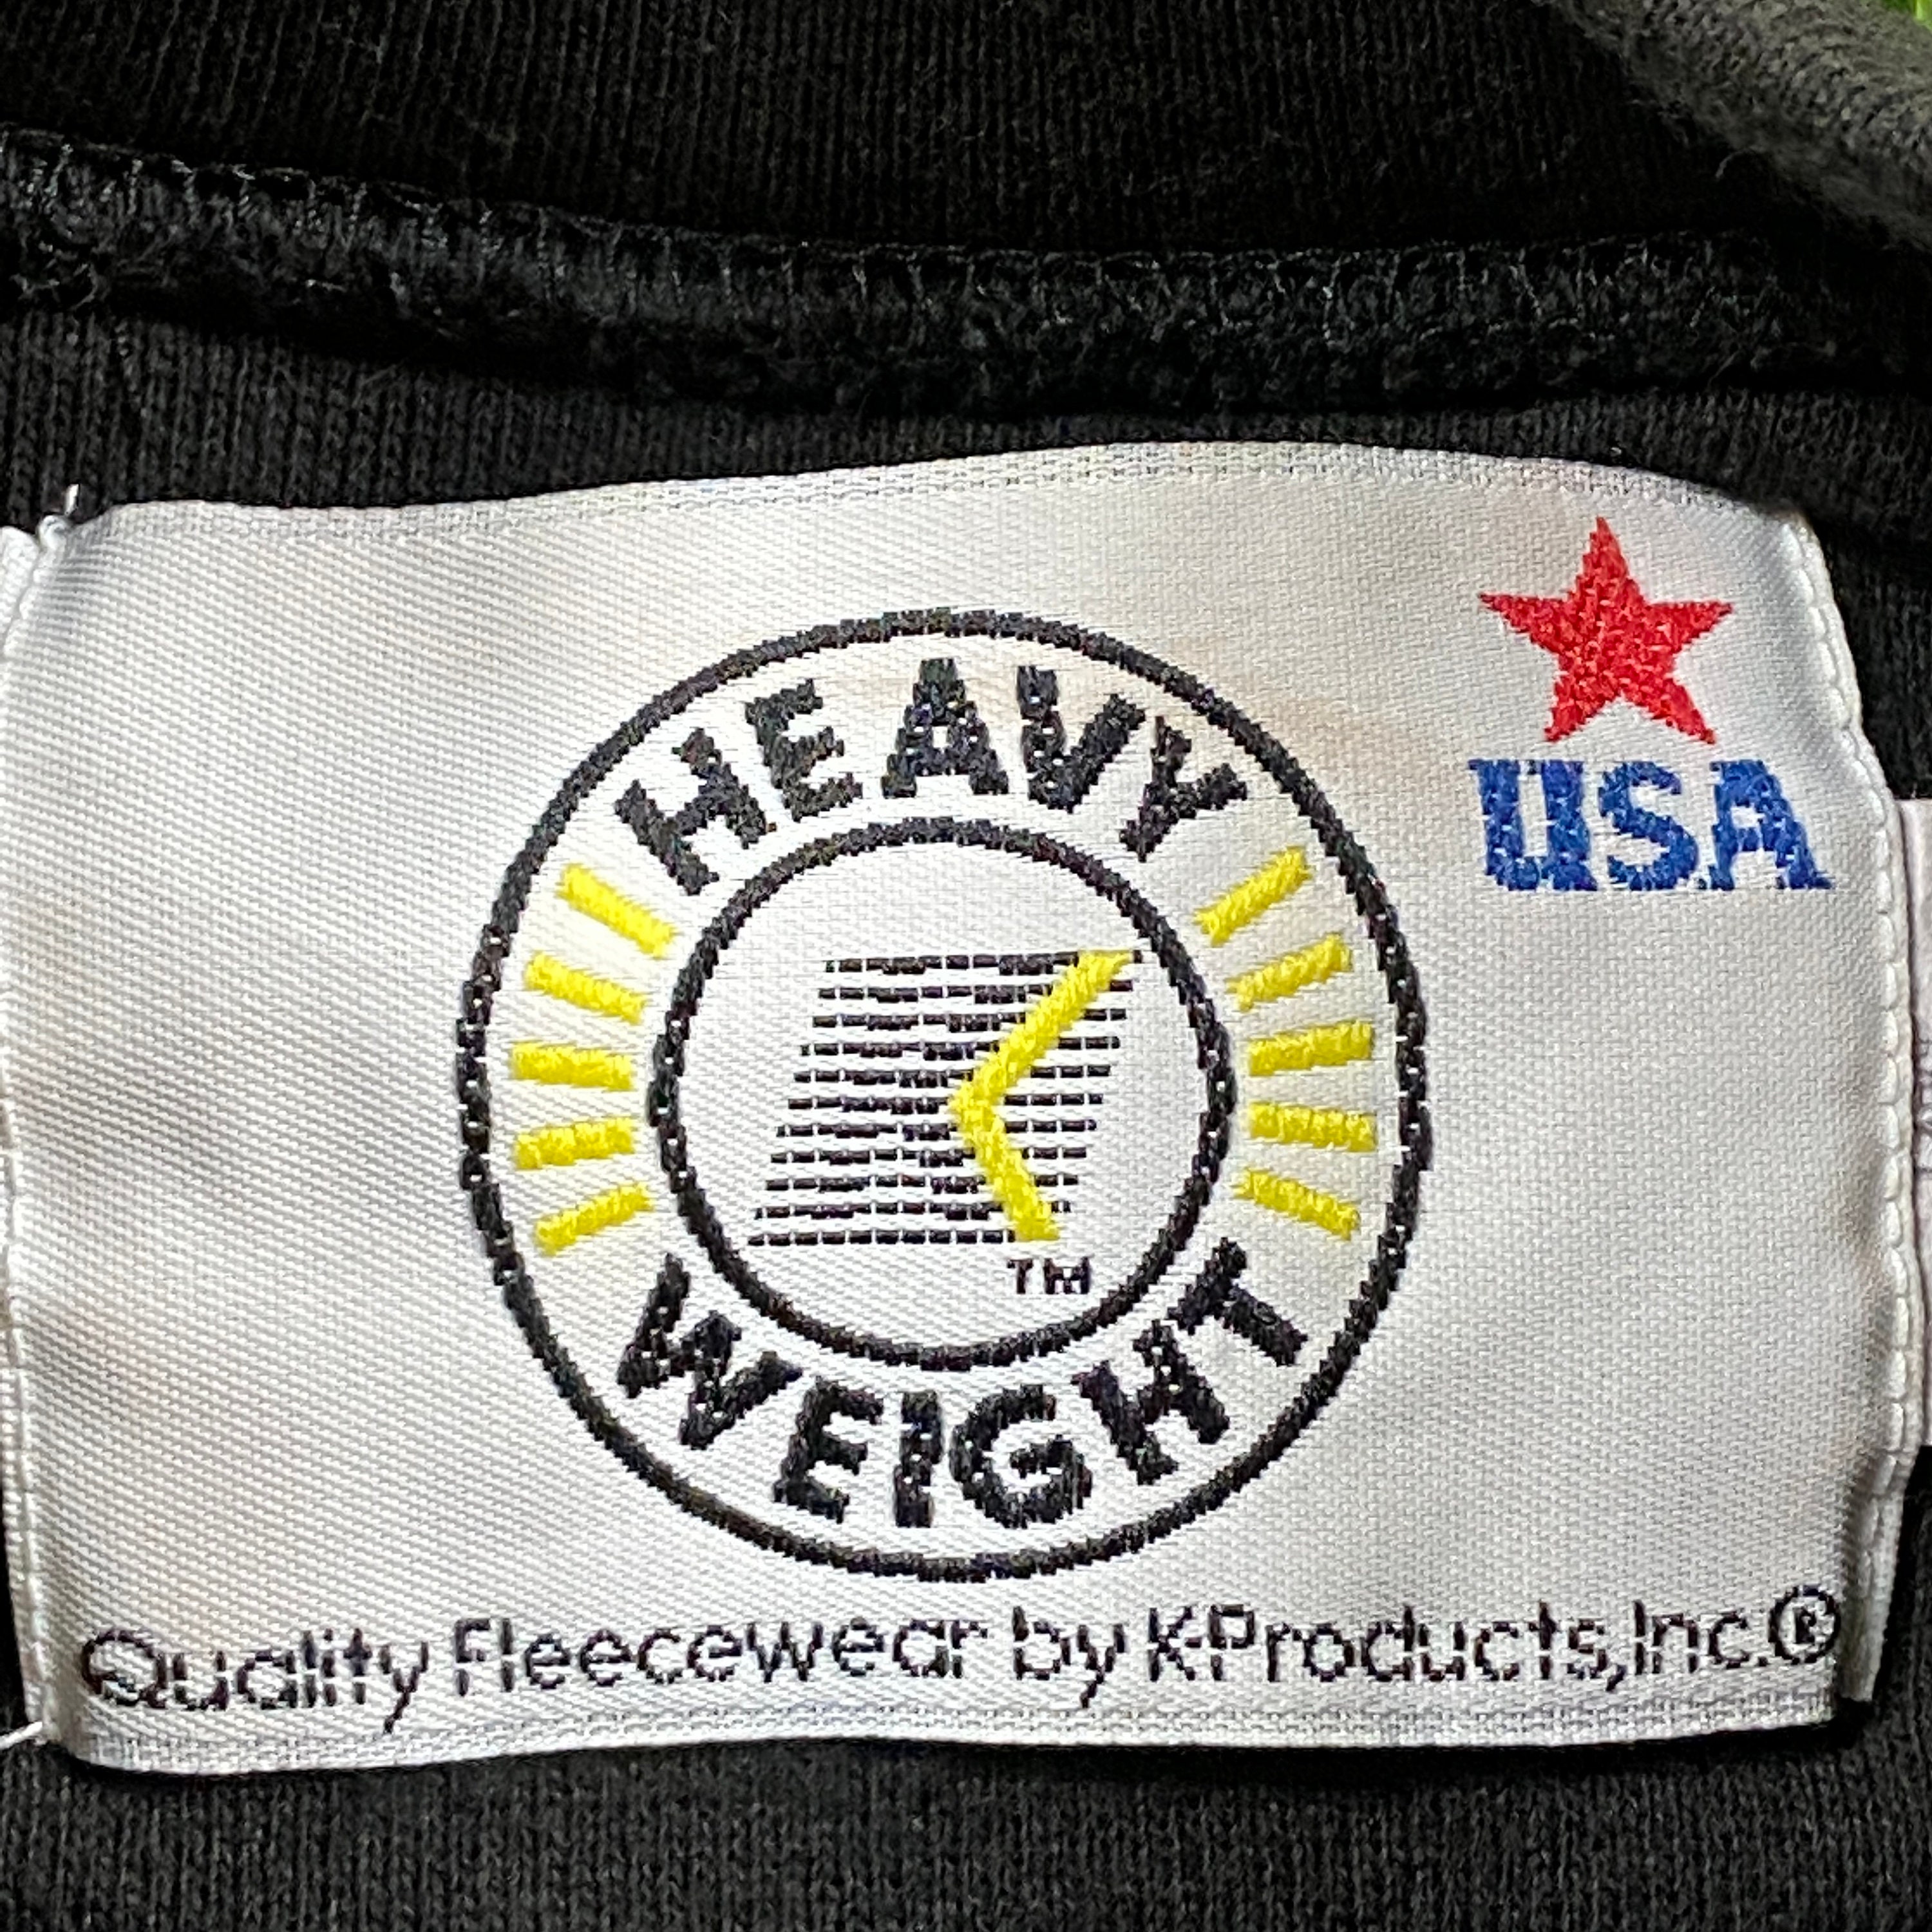 USA
HEAVY
K
TM
WEIGHT
Quality Fleecewear by K-Products,Inc.®